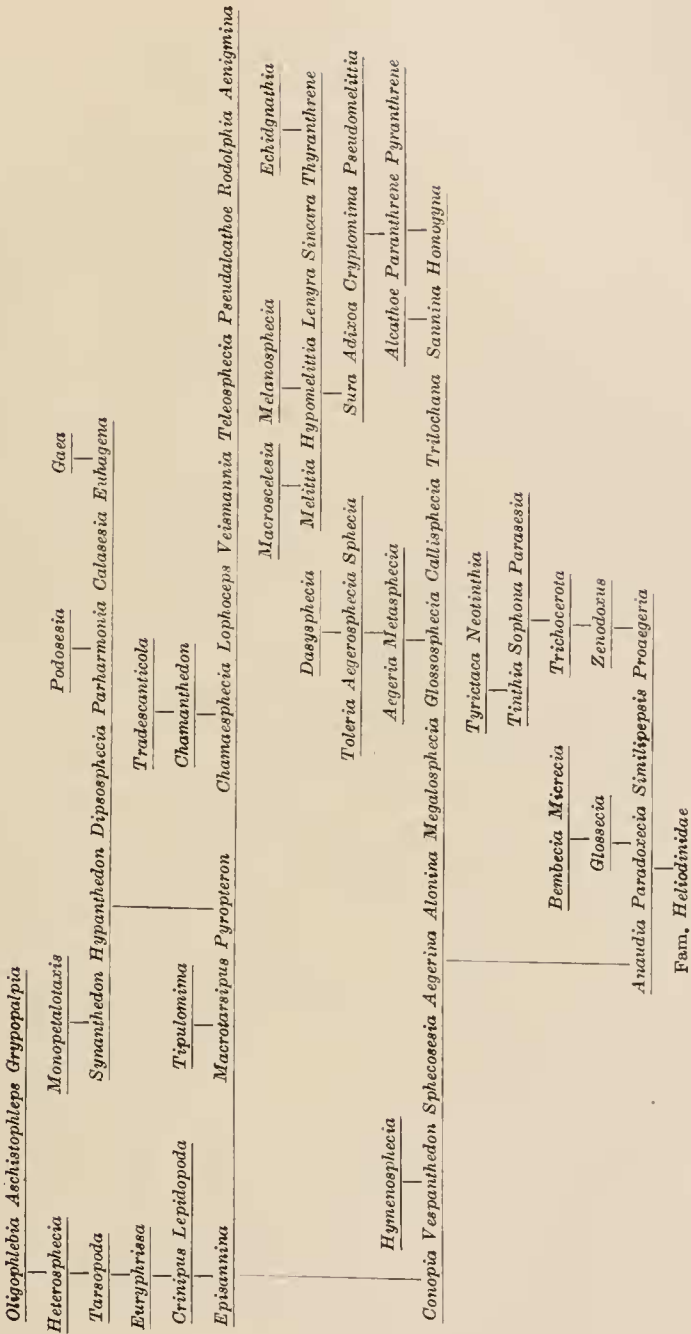 Oligophlebia Aschistophleps Grypopalpia
Heterosphecia
Monopetalotaxis
Podosesia
Gaea
Tarsopoda
Synanthedon Hypanthedon Dipsosphecia Parharmonia Calasesia Euhagena
Euryphrissa
Tradescanticola
Crinipus Lepidopoda
Tipulomima
Chamanthedon
Episannina
Macrotarsipus Pyropteron
Chamaesphecia Lophoceps Veismannia Teleosphecia Pseudalcathoe Rodolphia Aenigmina
Macroscelesia
Melanosphecia
Echidgnathia
Dasysphecia
Melittia Hypomelittia Lenyra Sincara Thyranthrene
Toleria Aegerosphecia Sphecia
Sura Adixoa Cryptomima Pseudomelittia
Hymenosphecia
Aegeria Metasphecia
Alcathoe
Paranthrene Pyranthrene
Conopia Vespanthedon Sphecosesia Aegerina Alonina Megalosphecia Glossosphecia Callisphecia Trilochana Sannina Homogyna
Tyrictaca Neotinthia
Tinthia Sophona Parasesia
Bembecia Micrecia
Trichocerota
Glossecia
Zenodoxus
Anaudia Paradoxecia Similipepsis Proaegeria
Fam. Heliodinidae